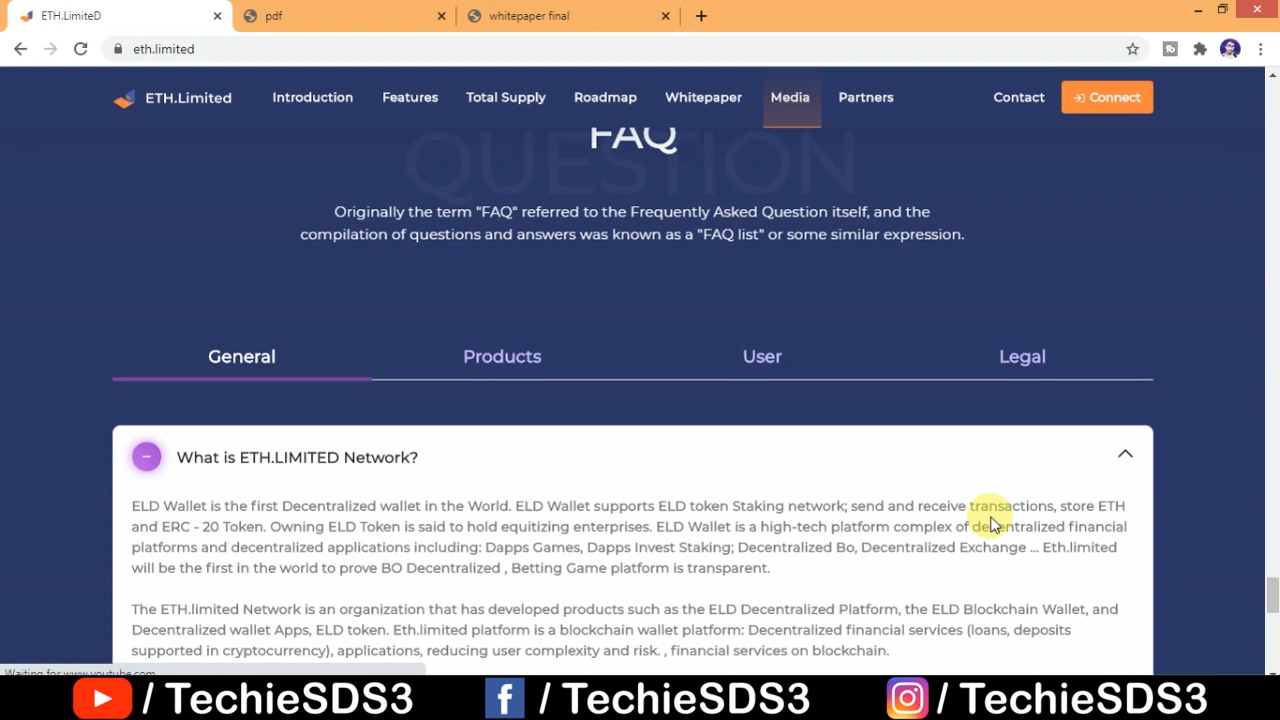 ETH.LimiteD
pdf
whitepaper final
eth.limited
ETH.Limited
Introduction
Features
Total Supply
Roadmap
Whitepaper
Media
Partners
Contact
Connect
QUESTION
FAQ
Originally the term "FAQ" referred to the Frequently Asked Question itself, and the
compilation of questions and answers was known as a "FAQ list" or some similar expression.
General
Products
User
Legal
What is ETH.LIMITED Network?
ELD Wallet is the first Decentralized wallet in the World. ELD Wallet supports ELD token Staking network; send and receive transactions, store ETH
and ERC - 20 Token. Owning ELD Token is said to hold equitizing enterprises. ELD Wallet is a high-tech platform complex of decentralized financial
platforms and decentralized applications including: Dapps Games, Dapps Invest Staking; Decentralized Bo, Decentralized Exchange ... Eth.limited
will be the first in the world to prove BO Decentralized , Betting Game platform is transparent.
The ETH.limited Network is an organization that has developed products such as the ELD Decentralized Platform, the ELD Blockchain Wallet, and
Decentralized wallet Apps, ELD token. Eth.limited platform is a blockchain wallet platform: Decentralized financial services (loans, deposits
supported in cryptocurrency), applications, reducing user complexity and risk. , financial services on blockchain.
Waiting for www.youtube.com
/ TechieSDS3
/ TechieSDS3
/ TechieSDS3